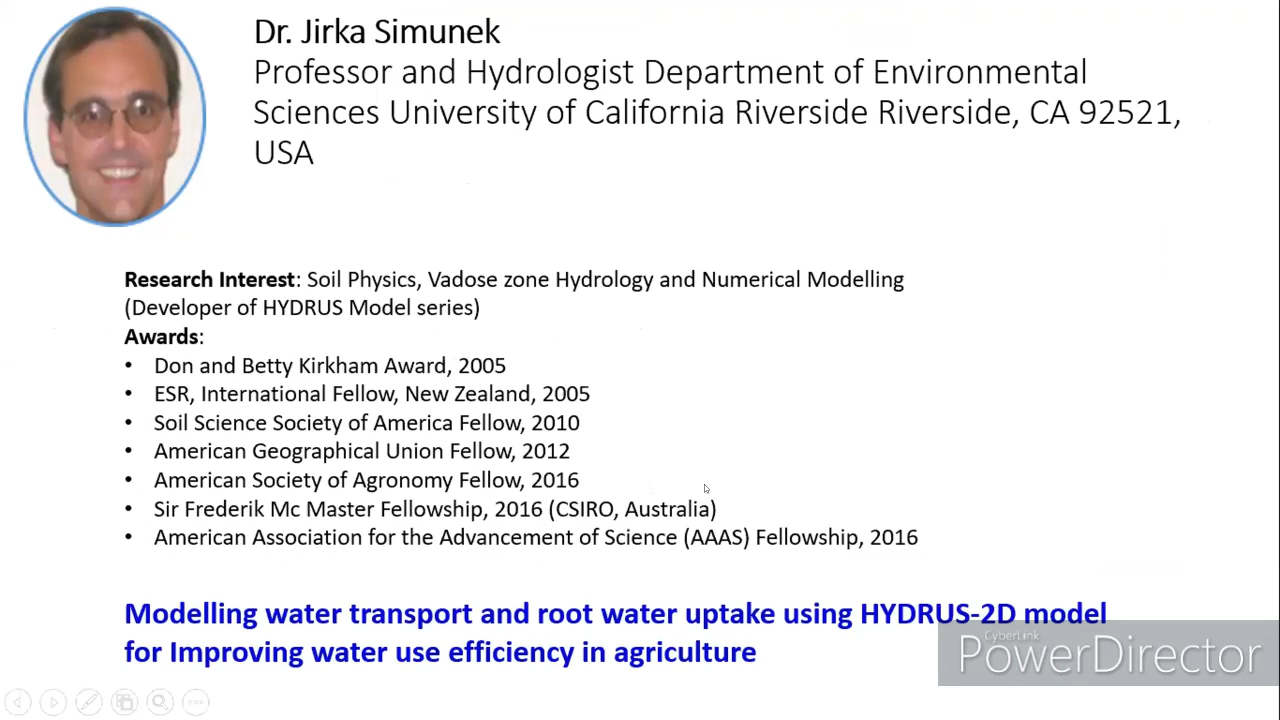 Dr. Jirka Simunek
Professor and Hydrologist Department of Environmental
Sciences University of California Riverside Riverside, CA 92521,
USA
Research Interest: Soil Physics, Vadose zone Hydrology and Numerical Modelling
(Developer of HYDRUS Model series)
Awards:
• Don and Betty Kirkham Award, 2005
• ESR, International Fellow, New Zealand, 2005
• Soil Science Society of America Fellow, 2010
• American Geographical Union Fellow, 2012
• American Society of Agronomy Fellow, 2016
• Sir Frederik Mc Master Fellowship, 2016 (CSIRO, Australia)
• American Association for the Advancement of Science (AAAS) Fellowship, 2016
Modelling water transport and root water uptake using HYDRUS-2D model
for Improving water use efficiency in agriculture
CyberLink
PowerDirector